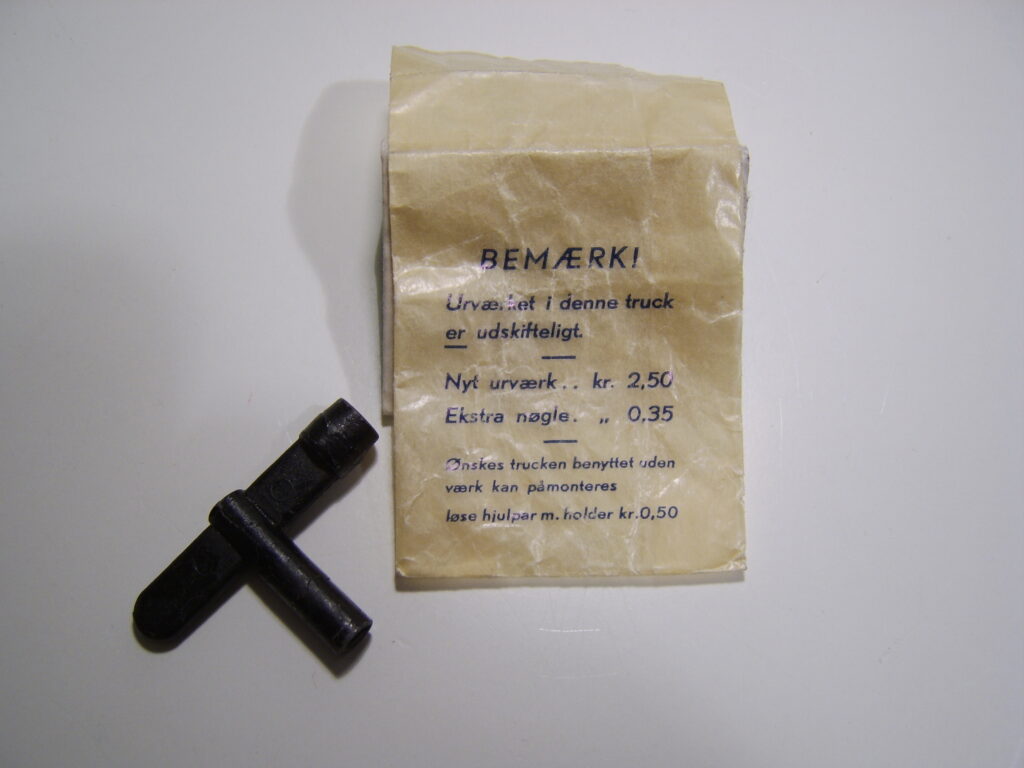 BEMÆRK!
Urværket i denne truck
er udskifteligt.
Nyt urværk.. kr. 2,50
Ekstra nøgle. „ 0,35
Ønskes trucken benyttet uden
værk kan påmonteres
løse hjulpar m. holder kr.0,50